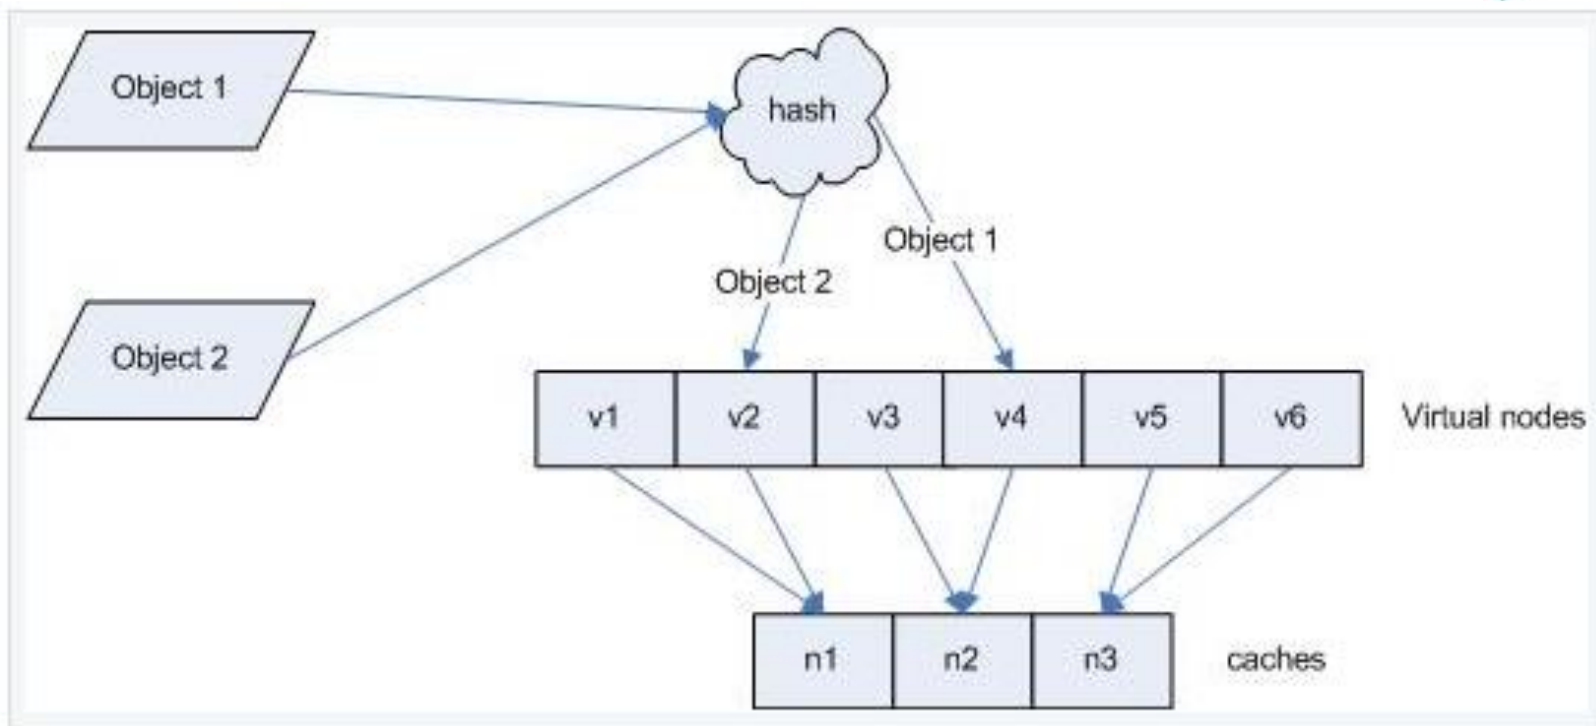 Object 1
hash
Object 1
Object 2
Object 2
v1 v2 v3 v4 v5 v6 Virtual nodes
n1 n2 n3 caches